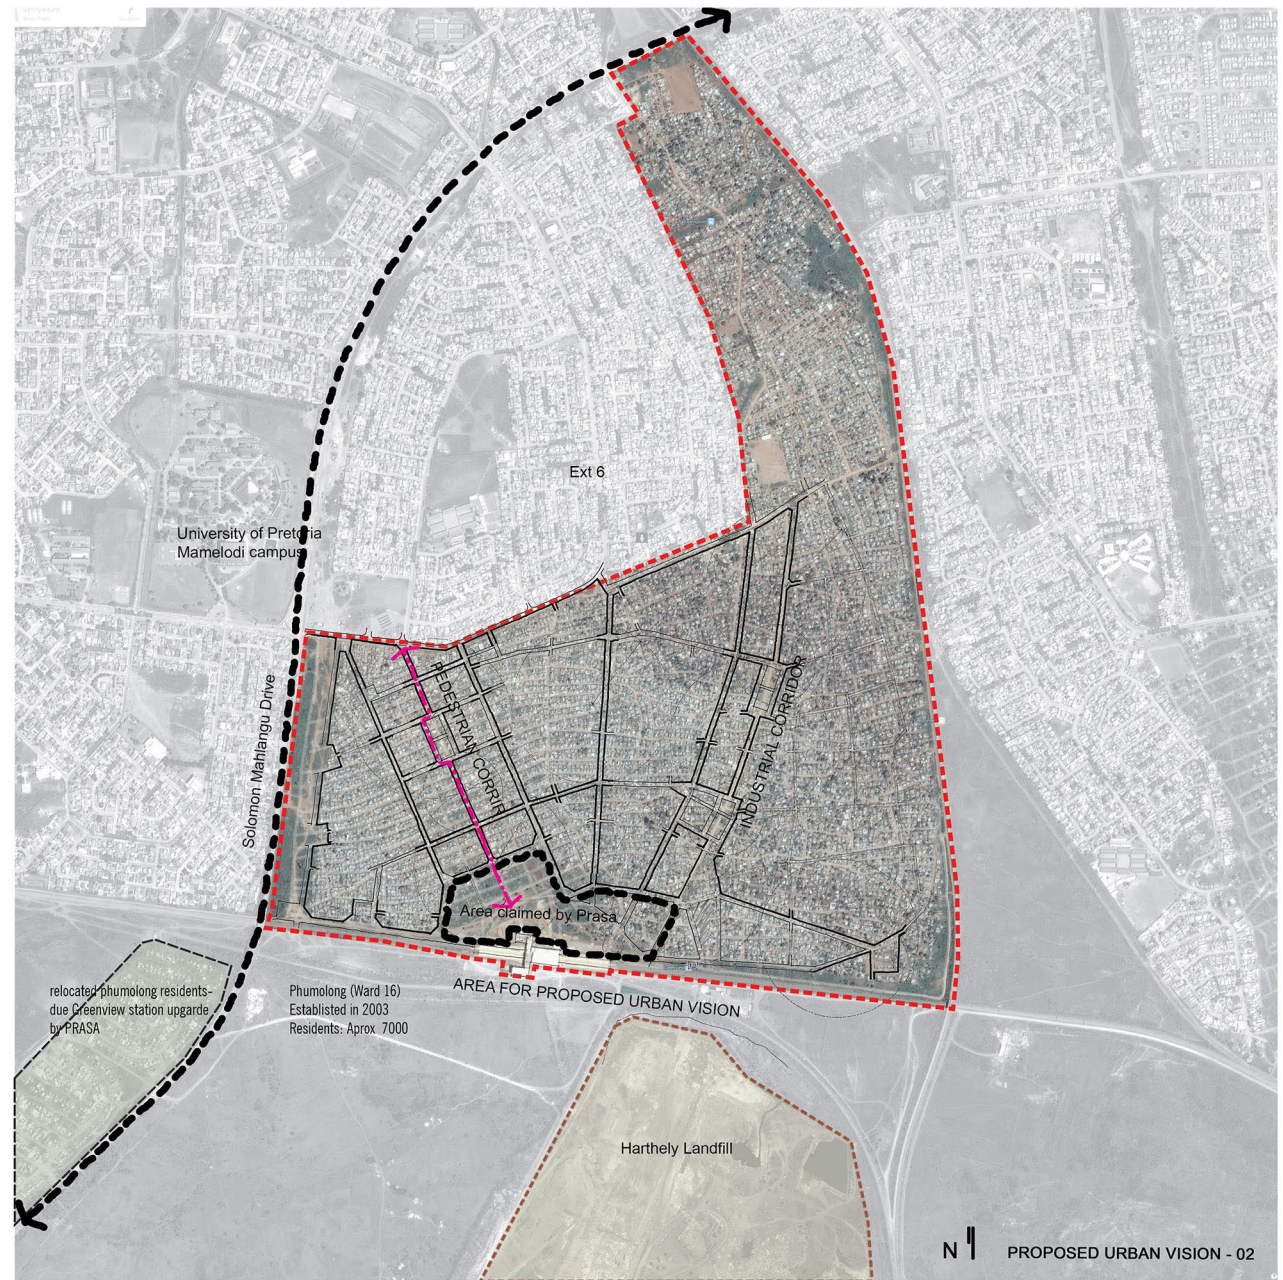 Ext 6
University of Pretoria
Mamelodi campus
Solomon Mahlangu Drive
PEDESTRIAN CORRIF
INDUSTRIAL CORRIDOR
Area claimed by Prasa
AREA FOR PROPOSED URBAN VISION
relocated phumolong residents-
due Greenview station upgarde
by PRASA
Phumolong (Ward 16)
Establisted in 2003
Residents: Aprox 7000
Harthely Landfill
N
PROPOSED URBAN VISION - 02